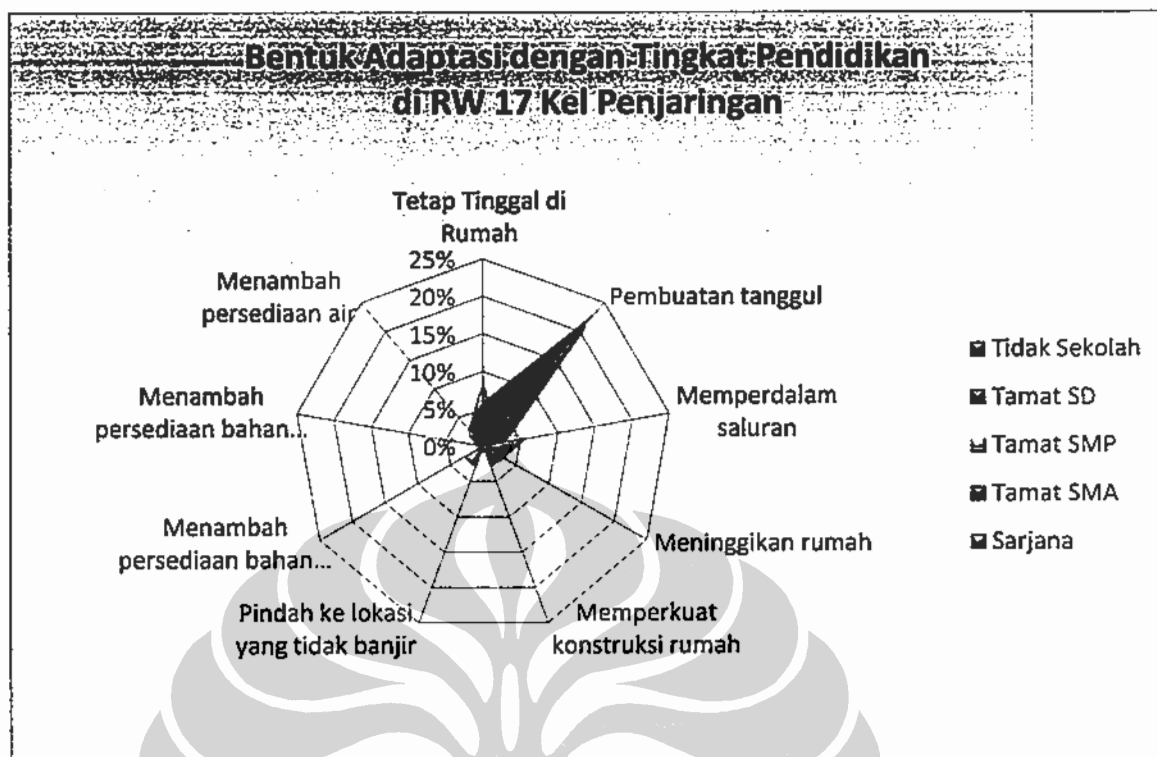 Bentuk Adaptasi dengan Tingkat Pendidikan
di RW 17 Kel Penjaringan
Tetap Tinggal di
Rumah
25%
20%
15%
10%
5%
0%
Pembuatan tanggul
Memperdalam
saluran
Meninggikan rumah
Memperkuat
konstruksi rumah
Pindah ke lokasi
yang tidak banjir
Menambah
persediaan bahan...
Menambah
persediaan bahan...
Menambah
persediaan air
Tidak Sekolah
Tamat SD
Tamat SMP
Tamat SMA
Sarjana